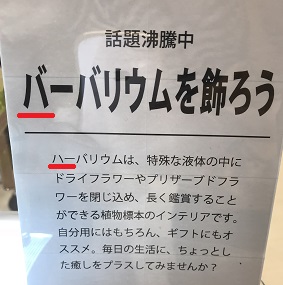 話題沸騰中
バーバリウムを飾ろう
ハーバリウムは、特殊な液体の中に
ドライフラワーやプリザーブドフラ
ワーを閉じ込め、長く鑑賞すること
ができる植物標本のインテリアです。
自分用にはもちろん、ギフトにもオ
ススメ。毎日の生活に、ちょっとし
た癒しをプラスしてみませんか？